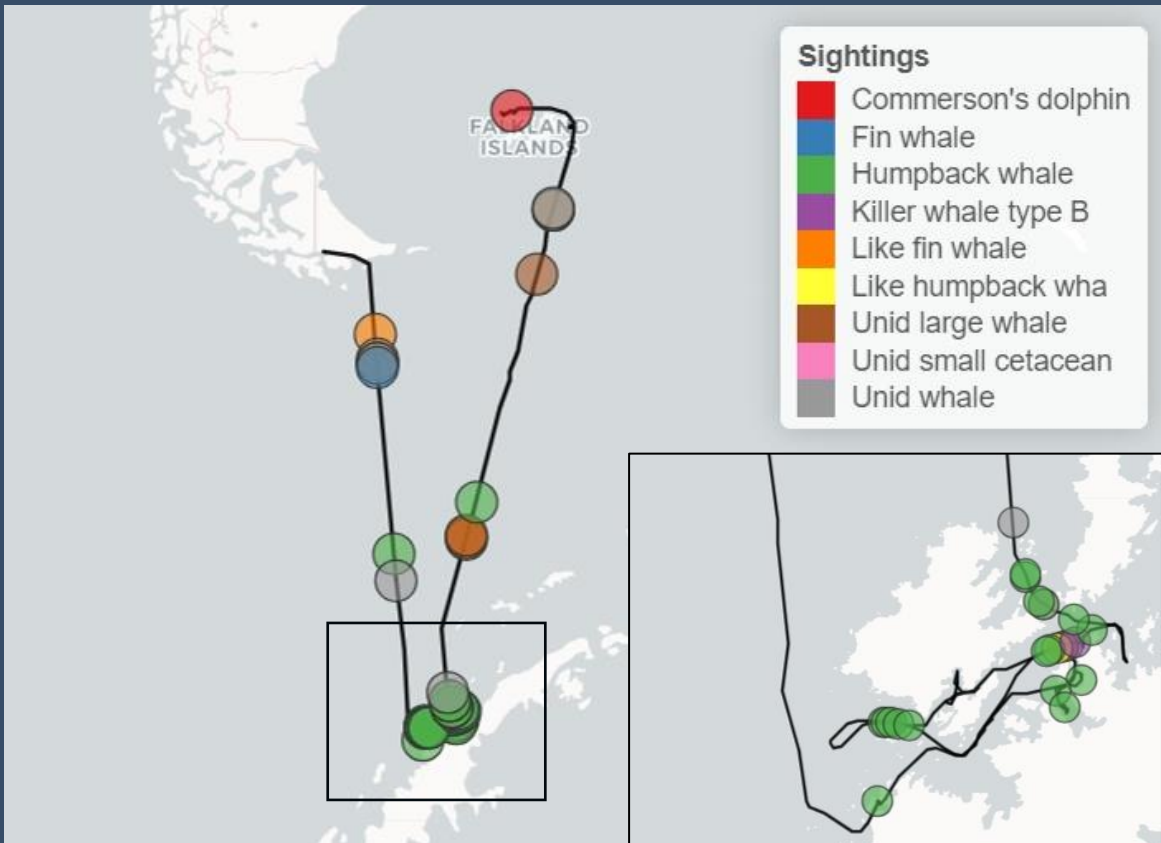 Sightings
Commerson's dolphin
Fin whale
Humpback whale
Killer whale type B
Like fin whale
Like humpback wha
Unid large whale
Unid small cetacean
Unid whale
FALKLAND
ISLANDS